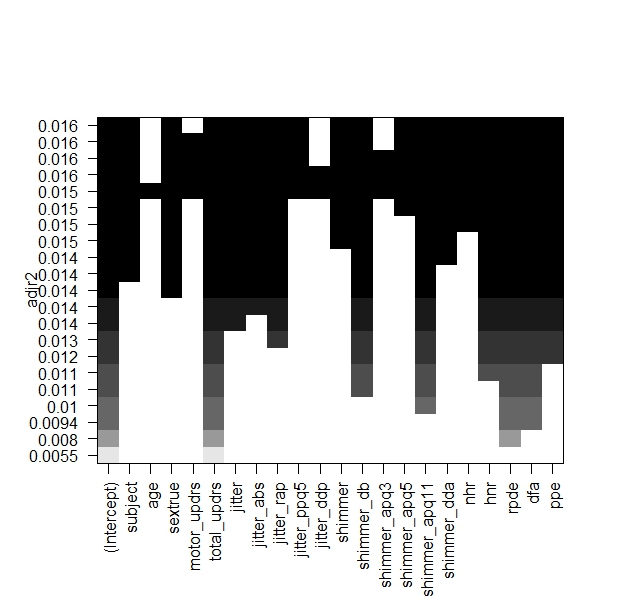 0.016
0.016
0.016
0.016
0.015
0.015
0.015
0.015
0.014
0.014
0.014
0.014
0.013
0.012
0.011
0.011
0.01
0.0094
0.008
0.0055
adjr2
(Intercept)
subject
age
sextrue
motor_updrs
total_updrs
jitter
jitter_abs
jitter_rap
jitter_ppq5
jitter_ddp
shimmer
shimmer_db
shimmer_apq3
shimmer_apq5
shimmer_apq11
shimmer_dda
nhr
hnr
rpde
dfa
ppe